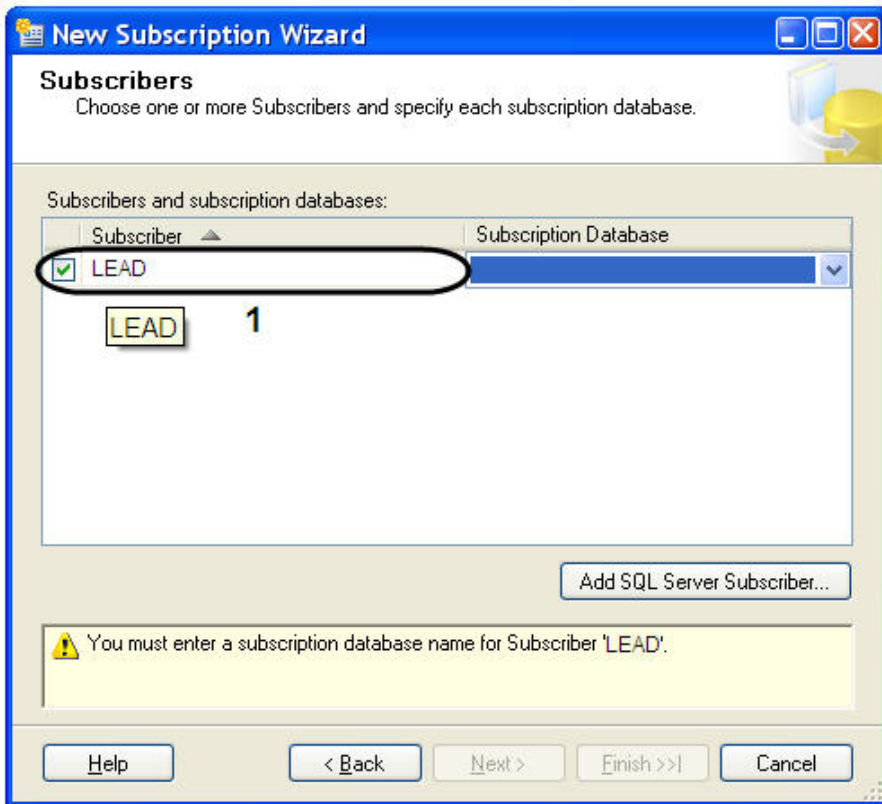 New Subscription Wizard
Subscribers
Choose one or more Subscribers and specify each subscription database.
Subscribers and subscription databases:
Subscriber Subscription Database
LEAD
LEAD 1
Add SQL Server Subscriber...
You must enter a subscription database name for Subscriber 'LEAD'.
Help < Back Next > Finish >>| Cancel